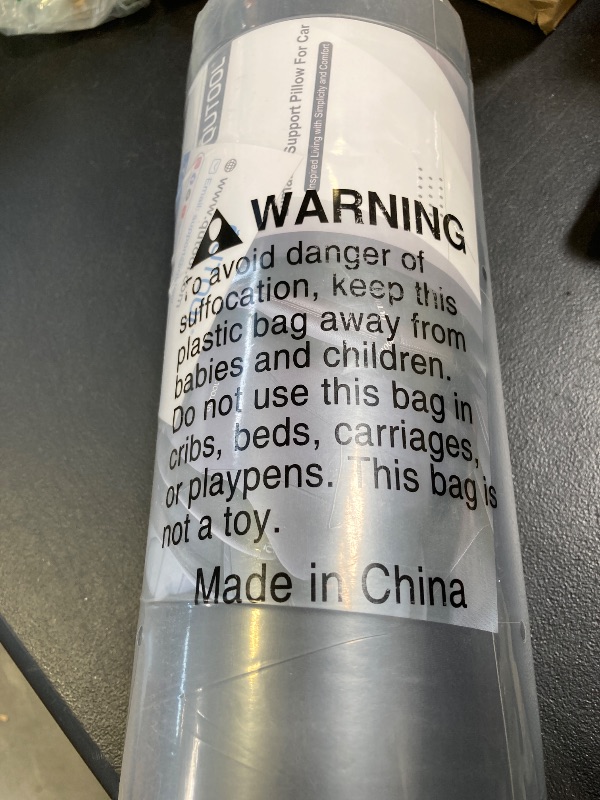 QUTOOL
Support Pillow For Car
Inspired Living with Simplicity and Comfort
WARNING
To avoid danger of
suffocation, keep this
plastic bag away from
babies and children.
Do not use this bag in
cribs, beds, carriages,
or playpens. This bag is
not a toy.
Made in China